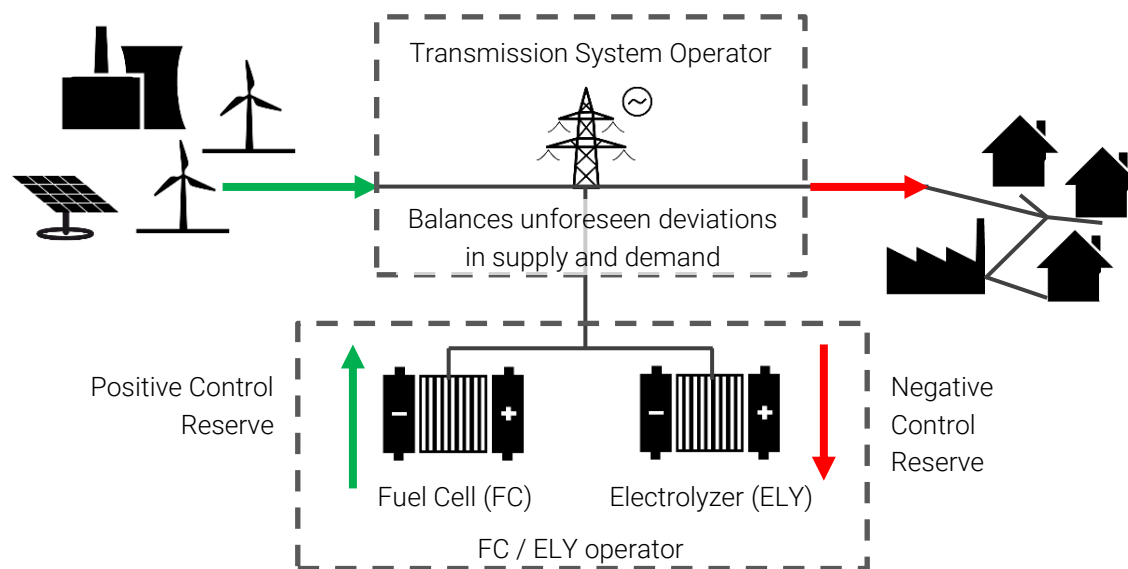 Transmission System Operator
Balances unforeseen deviations
in supply and demand
Positive Control
Reserve
Negative
Control
Reserve
Fuel Cell (FC)
Electrolyzer (ELY)
FC / ELY operator